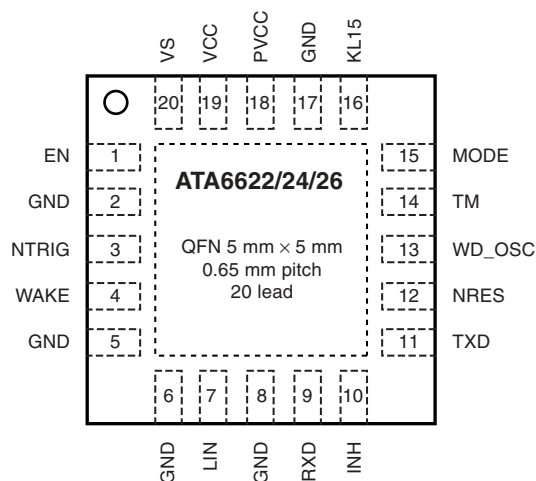 VS VCC PVCC GND KL15
20 19 18 17 16
EN 1 15 MODE
ATA6622/24/26
GND 2 14 TM
NTRIG 3 QFN 5 mm × 5 mm 13 WD_OSC
0.65 mm pitch
WAKE 4 20 lead 12 NRES
GND 5 11 TXD
6 7 8 9 10
GND LIN GND RXD INH